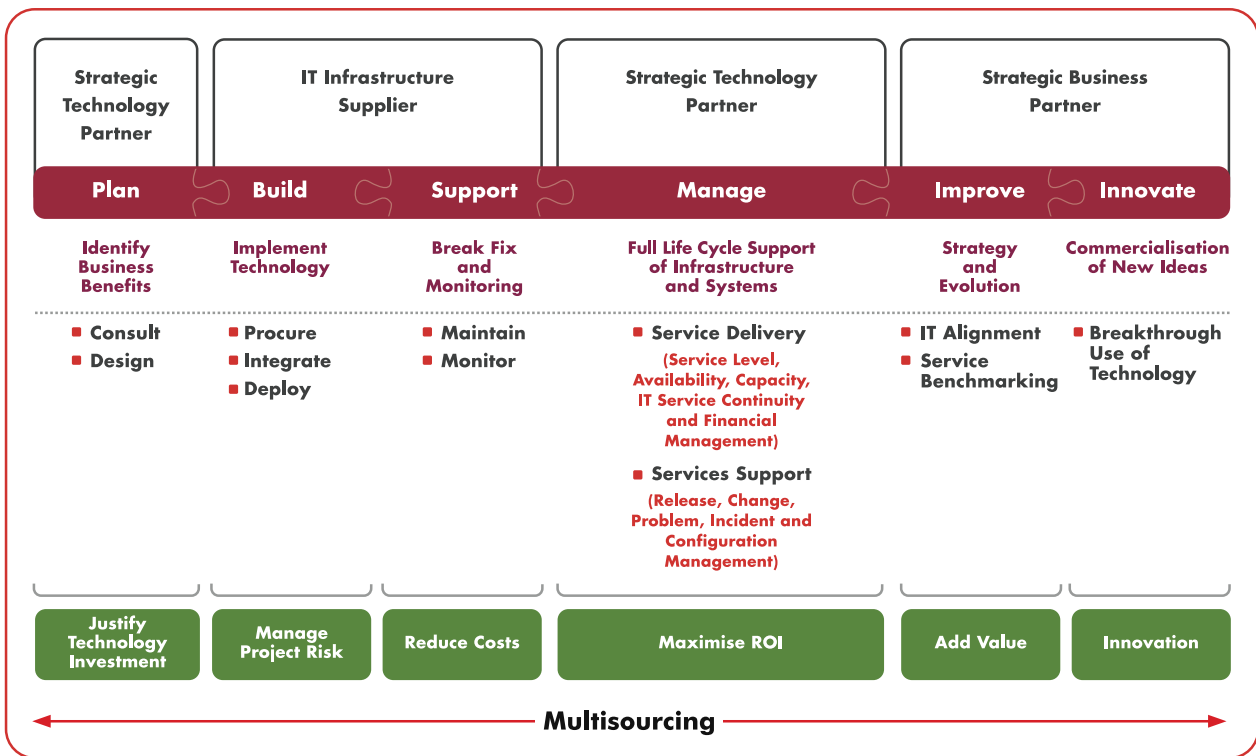 Strategic
Technology
Partner
IT Infrastructure
Supplier
Strategic Technology
Partner
Strategic Business
Partner
Plan
Build
Support
Manage
Improve
Innovate
Identify
Business
Benefits
Implement
Technology
Break Fix
and
Monitoring
Full Life Cycle Support
of Infrastructure
and Systems
Strategy
and
Evolution
Commercialisation
of New Ideas
Consult
Design
Procure
Integrate
Deploy
Maintain
Monitor
Service Delivery
(Service Level,
Availability, Capacity,
IT Service Continuity
and Financial
Management)
Services Support
(Release, Change,
Problem, Incident and
Configuration
Management)
IT Alignment
Service
Benchmarking
Breakthrough
Use of
Technology
Justify
Technology
Investment
Manage
Project Risk
Reduce Costs
Maximise ROI
Add Value
Innovation
Multisourcing